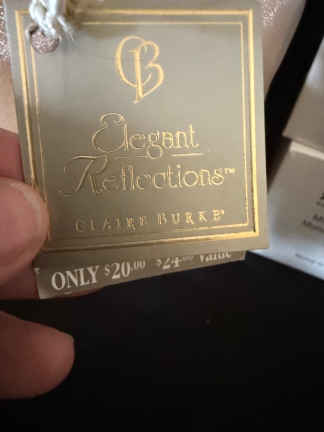 CB
Elegant
Reflections™
CLAIRE BURKE®
ONLY $20.00 $24.00 Value